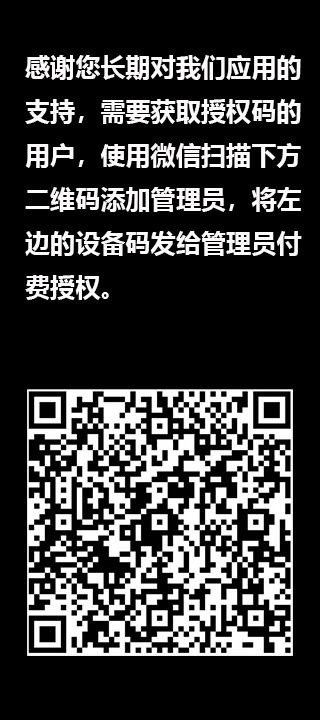 感谢您长期对我们应用的
支持，需要获取授权码的
用户，使用微信扫描下方
二维码添加管理员，将左
边的设备码发给管理员付
费授权。